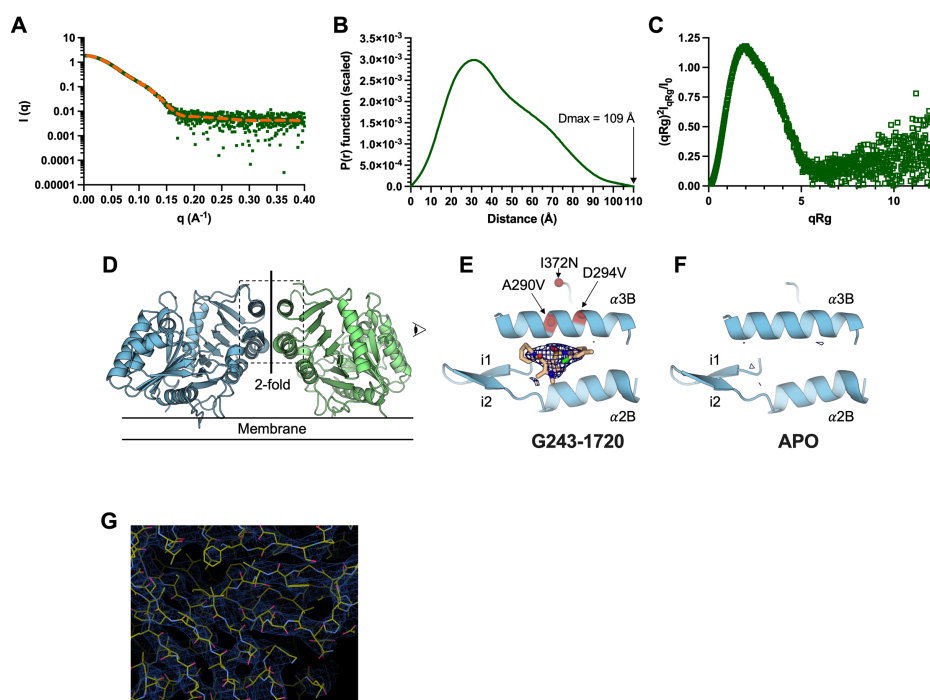 A
I (q)
10
1
0.1
0.01
0.001
0.0001
0.00001
0.00 0.05 0.10 0.15 0.20 0.25 0.30 0.35 0.40
q (A⁻¹)
B
P(r) function (scaled)
3.5×10⁻³
3.0×10⁻³
2.5×10⁻³
2.0×10⁻³
1.5×10⁻³
1.0×10⁻³
5.0×10⁻⁴
0.0
Dmax = 109 Å
0 10 20 30 40 50 60 70 80 90 100 110
Distance (Å)
C
(qRg)²I_qRg/I₀
1.25
1.00
0.75
0.50
0.25
0.00
0 5 10
qRg
D
2-fold
Membrane
E
I372N
A290V
D294V
α3B
i1
i2
α2B
G243-1720
F
α3B
i1
i2
α2B
APO
G